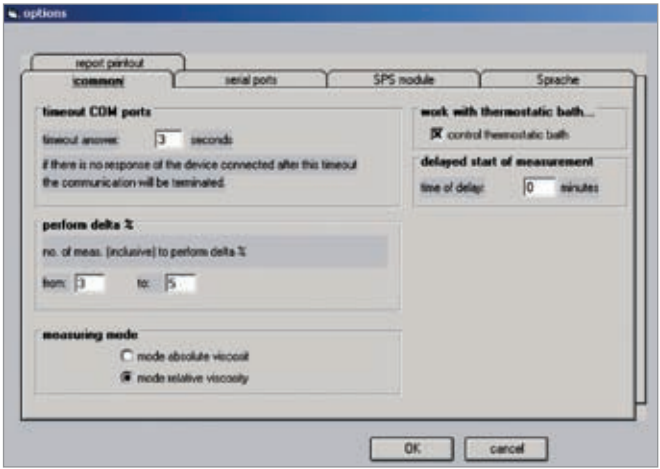 options
report printout
common
serial ports
SPS module
Sprache
timeout COM ports
timeout answer: 3 seconds
if there is no response of the device connected after this timeout
the communication will be terminated.
work with thermostatic bath...
control thermostatic bath
delayed start of measurement
time of delay: 0 minutes
perform delta %
no. of meas. (inclusive) to perform delta %
from: 3 to: 5
measuring mode
mode absolute viscosit
mode relative viscosity
OK
cancel